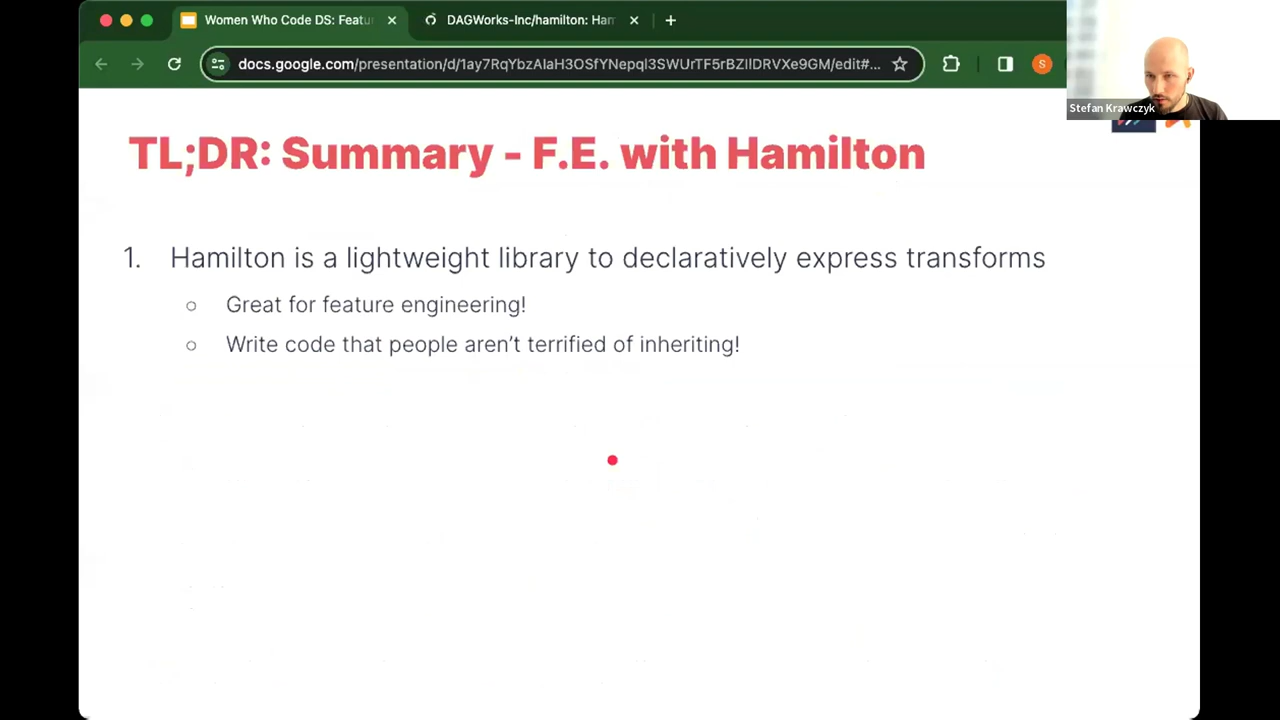 Women Who Code DS: Featu
DAGWorks-Inc/hamilton: Ham
docs.google.com/presentation/d/1ay7RqYbzAIaH3OSfYNepqI3SWUrTF5rBZIlDRVXe9GM/edit#...
S
Stefan Krawczyk
TL;DR: Summary - F.E. with Hamilton
1. Hamilton is a lightweight library to declaratively express transforms
○ Great for feature engineering!
○ Write code that people aren't terrified of inheriting!